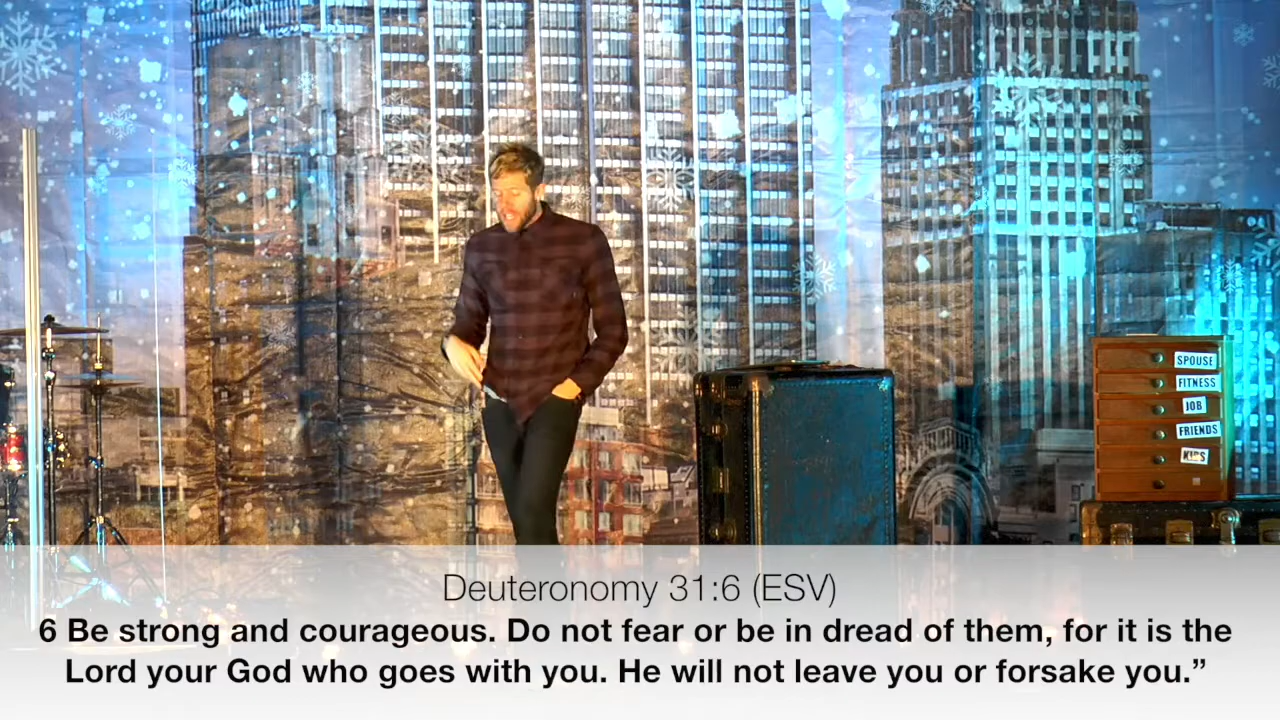 SPOUSE
FITNESS
JOB
FRIENDS
KIDS
Deuteronomy 31:6 (ESV)
6 Be strong and courageous. Do not fear or be in dread of them, for it is the
Lord your God who goes with you. He will not leave you or forsake you.”